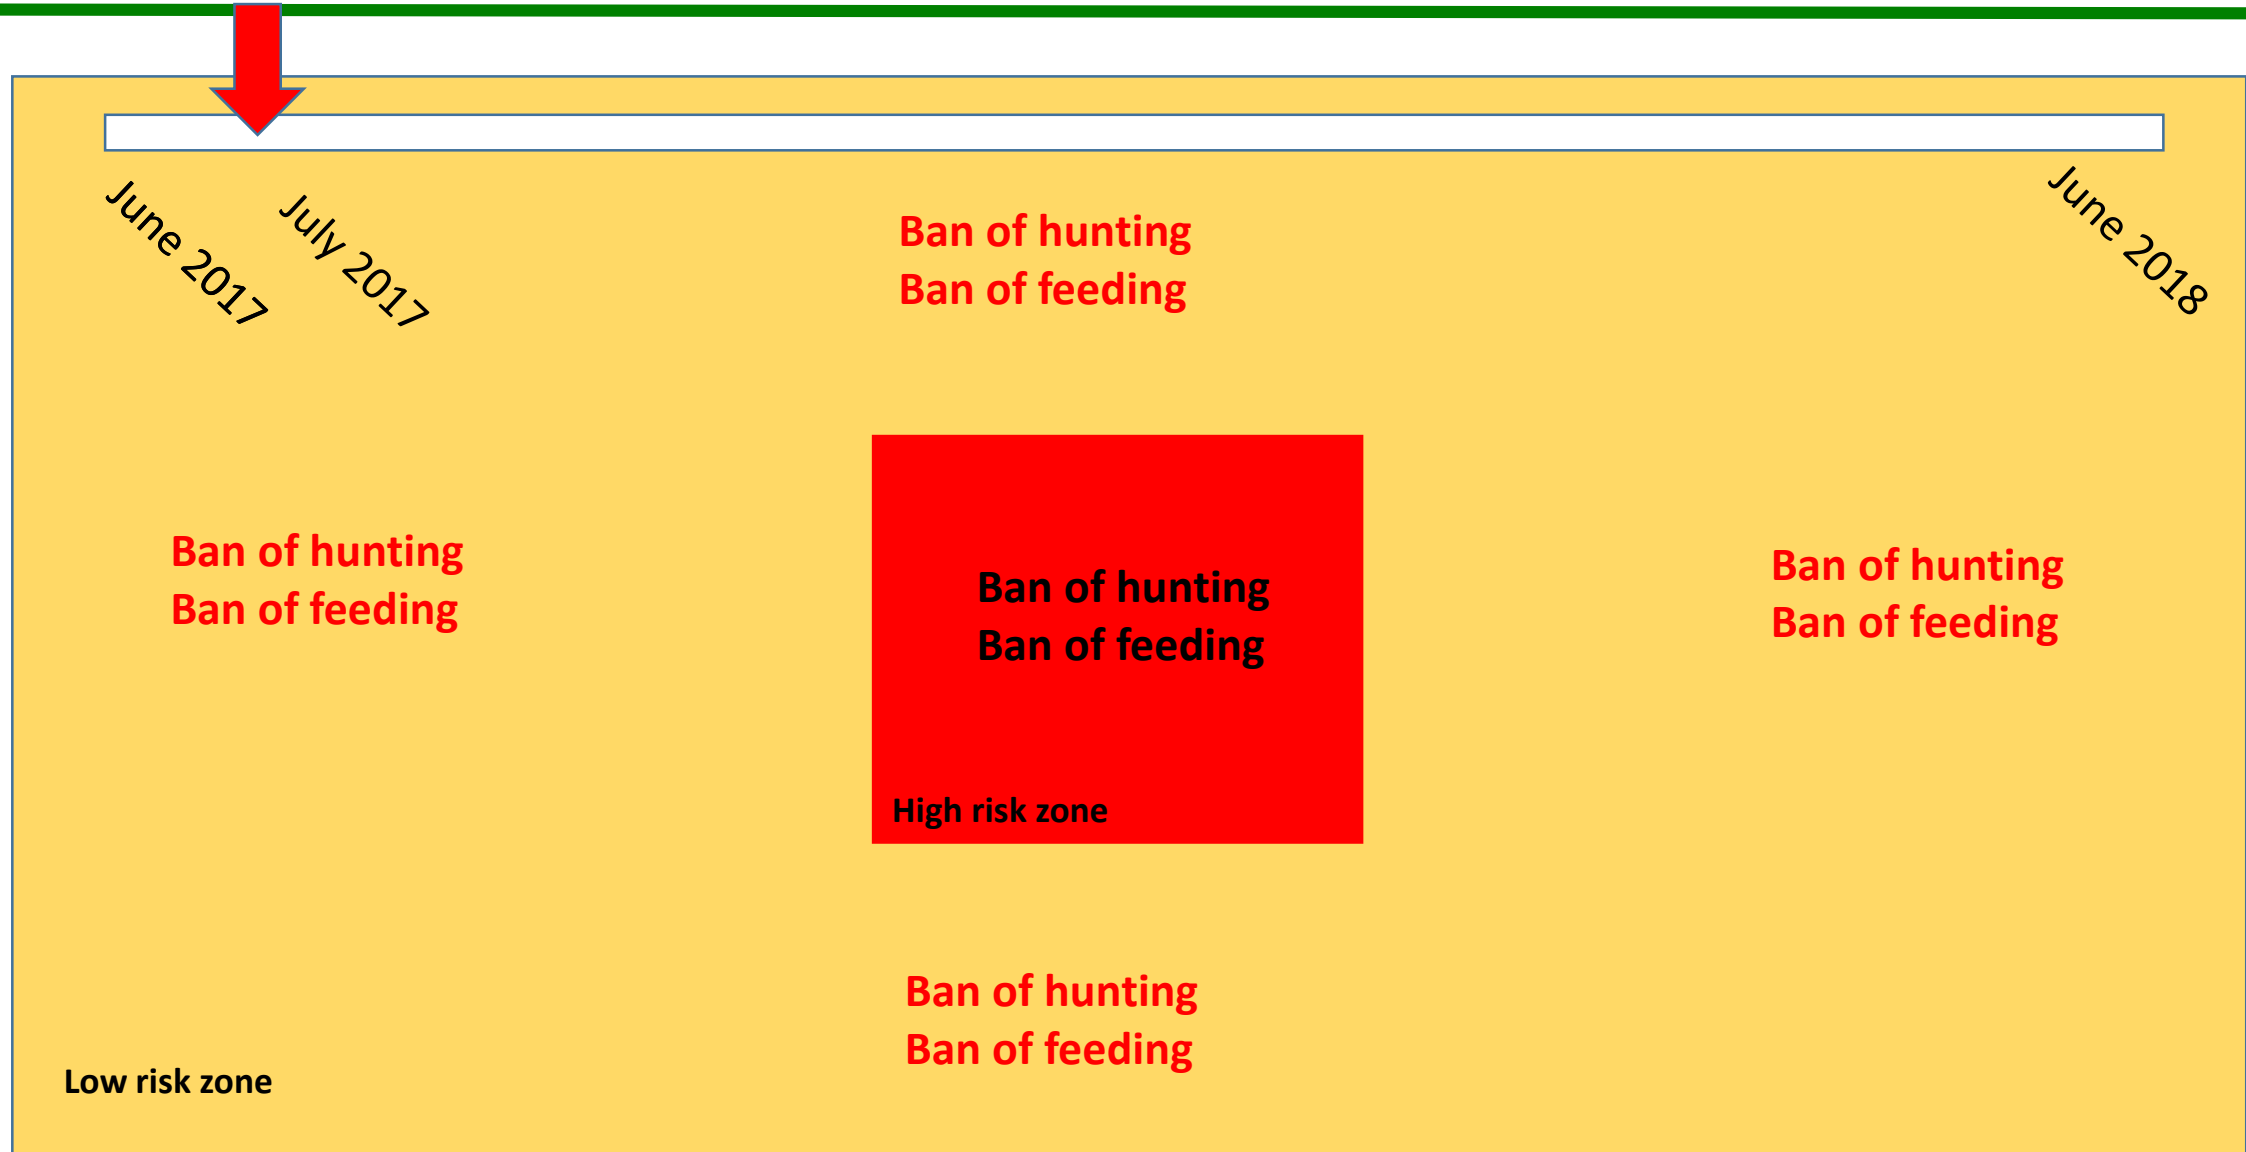 June 2017
July 2017
June 2018
Ban of hunting
Ban of feeding
Ban of hunting
Ban of feeding
Ban of hunting
Ban of feeding
Ban of hunting
Ban of feeding
High risk zone
Ban of hunting
Ban of feeding
Low risk zone